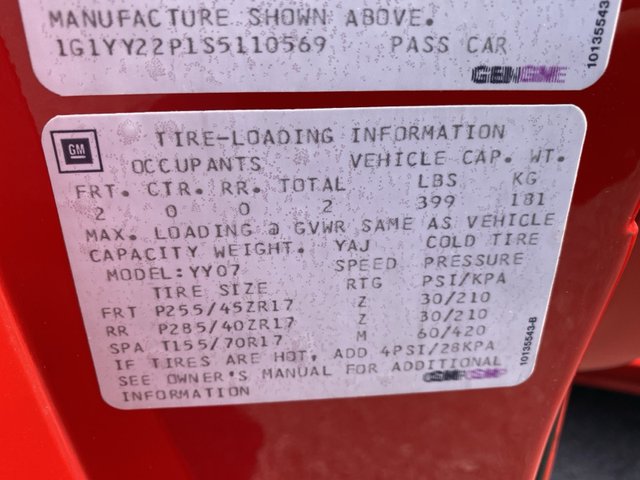 MANUFACTURE SHOWN ABOVE.
1G1YY22P1S5110569 PASS CAR
10135543
GM
TIRE-LOADING INFORMATION
OCCUPANTS VEHICLE CAP. WT.
FRT. CTR. RR. TOTAL LBS KG
2 0 0 2 399 181
MAX. LOADING @ GVWR SAME AS VEHICLE
CAPACITY WEIGHT. YAJ COLD TIRE
MODEL:YY07 SPEED PRESSURE
TIRE SIZE RTG PSI/KPA
FRT P255/45ZR17 Z 30/210
RR P285/40ZR17 Z 30/210
SPA T155/70R17 M 60/420
IF TIRES ARE HOT, ADD 4PSI/28KPA
SEE OWNER'S MANUAL FOR ADDITIONAL
INFORMATION
10135543-B